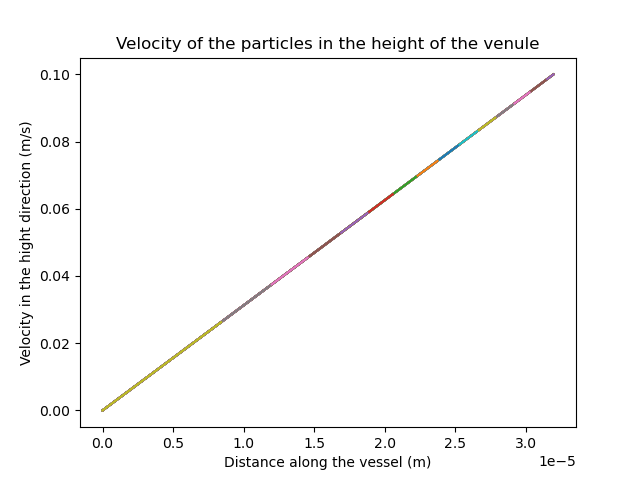 Velocity of the particles in the height of the venule
Velocity in the hight direction (m/s)
0.10
0.08
0.06
0.04
0.02
0.00
0.0 0.5 1.0 1.5 2.0 2.5 3.0
1e−5
Distance along the vessel (m)